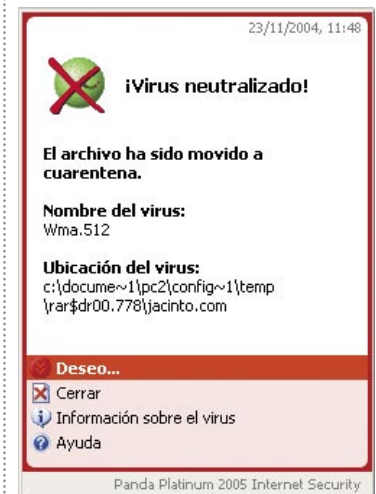 23/11/2004, 11:48
¡Virus neutralizado!
El archivo ha sido movido a
cuarentena.
Nombre del virus:
Wma.512
Ubicación del virus:
c:\docume~1\pc2\config~1\temp
\rar$dr00.778\jacinto.com
Deseo...
Cerrar
Información sobre el virus
Ayuda
Panda Platinum 2005 Internet Security